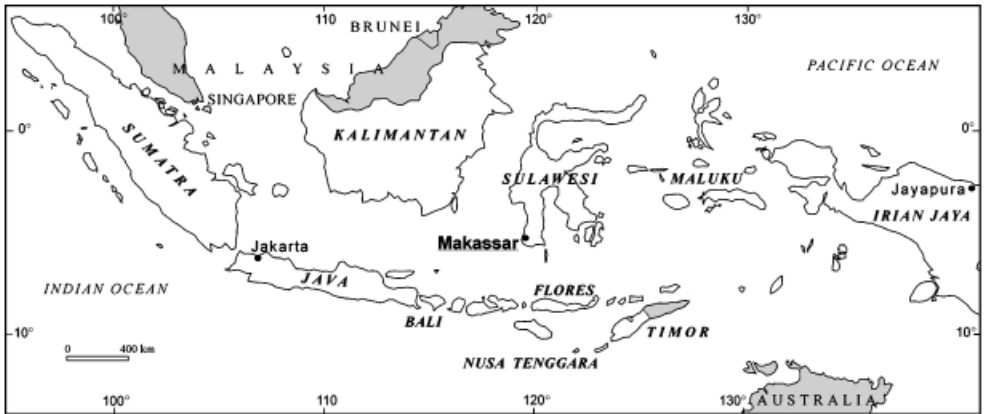 100°
110
120
130°
BRUNEI
MALAYSIA
PACIFIC OCEAN
SINGAPORE
0°
KALIMANTAN
0°
SUMATRA
SULAWESI
MALUKU
Jayapura
IRIAN JAYA
Makassar
Jakarta
JAVA
INDIAN OCEAN
FLORES
BALI
TIMOR
10°
10°
0 400 km
NUSA TENGGARA
AUSTRALIA
100°
110
120°
130°